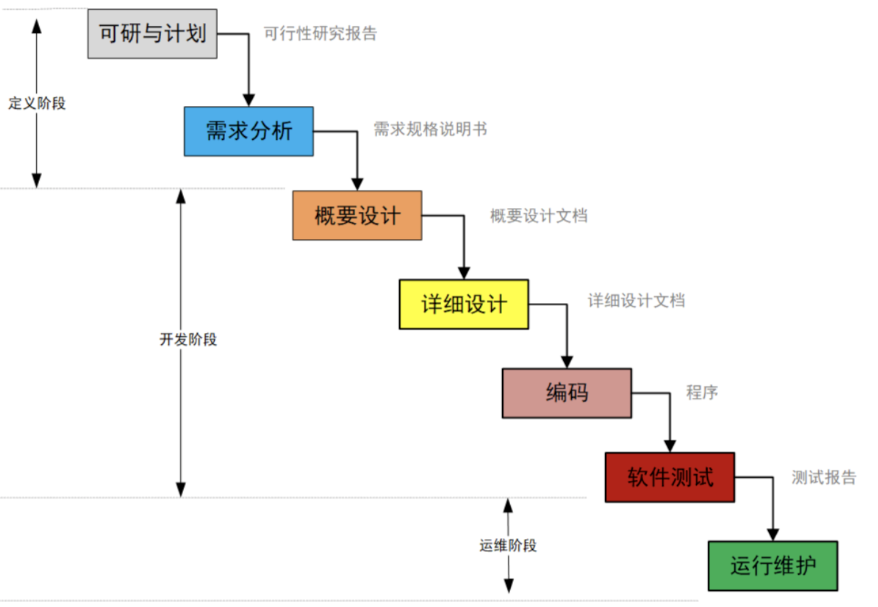 可研与计划
可行性研究报告
定义阶段
需求分析
需求规格说明书
概要设计
概要设计文档
详细设计
详细设计文档
开发阶段
编码
程序
软件测试
测试报告
运维阶段
运行维护